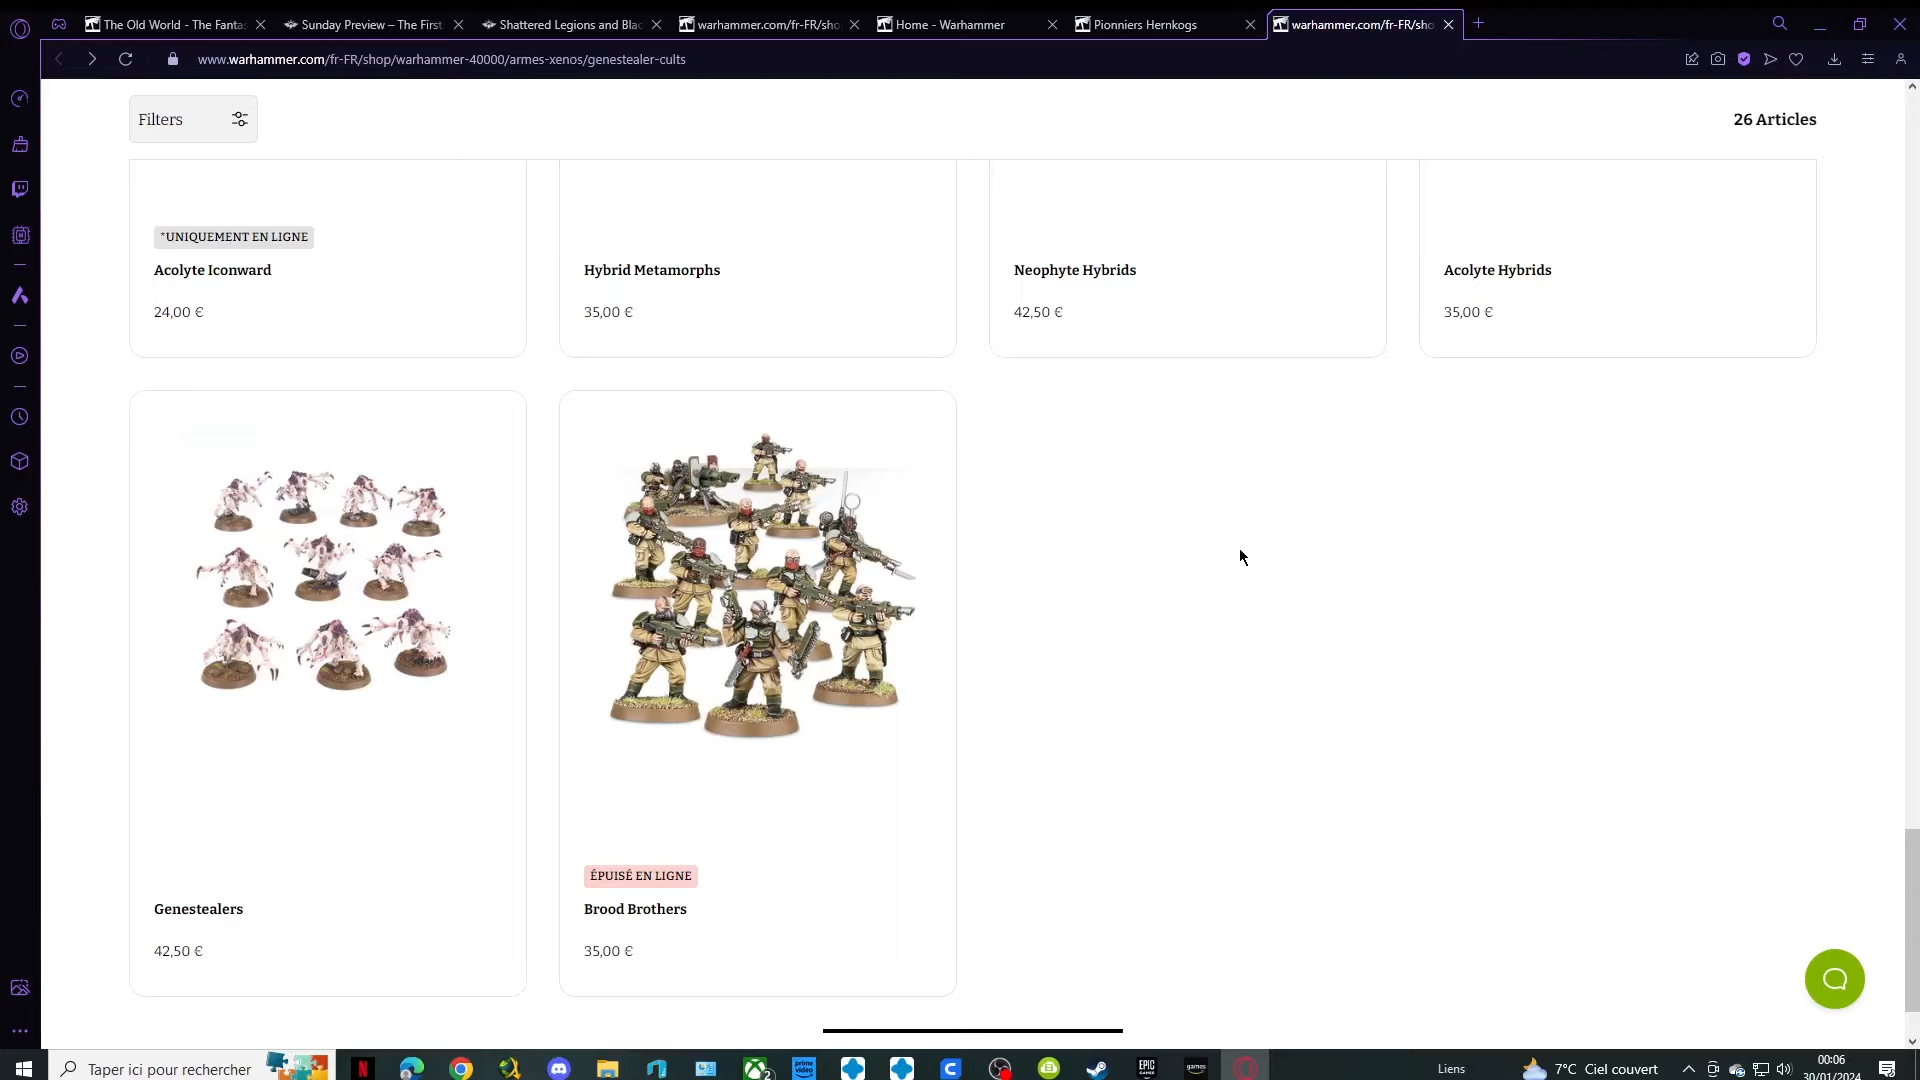 The Old World - The Fantas
Sunday Preview – The First
Shattered Legions and Blac
warhammer.com/fr-FR/sho
Home - Warhammer
Pionniers Hernkogs
warhammer.com/fr-FR/sho
www.warhammer.com/fr-FR/shop/warhammer-40000/armes-xenos/genestealer-cults
Filters
26 Articles
*UNIQUEMENT EN LIGNE
Acolyte Iconward
Hybrid Metamorphs
Neophyte Hybrids
Acolyte Hybrids
24,00 €
35,00 €
42,50 €
35,00 €
ÉPUISÉ EN LIGNE
Genestealers
Brood Brothers
42,50 €
35,00 €
Taper ici pour rechercher
Liens
7°C Ciel couvert
00:06
30/01/2024